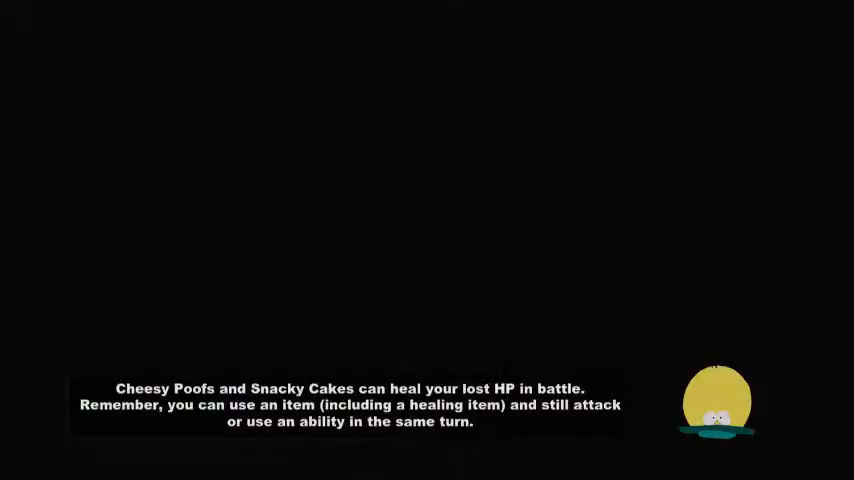 Cheesy Poofs and Snacky Cakes can heal your lost HP in battle.
Remember, you can use an item (including a healing item) and still attack
or use an ability in the same turn.